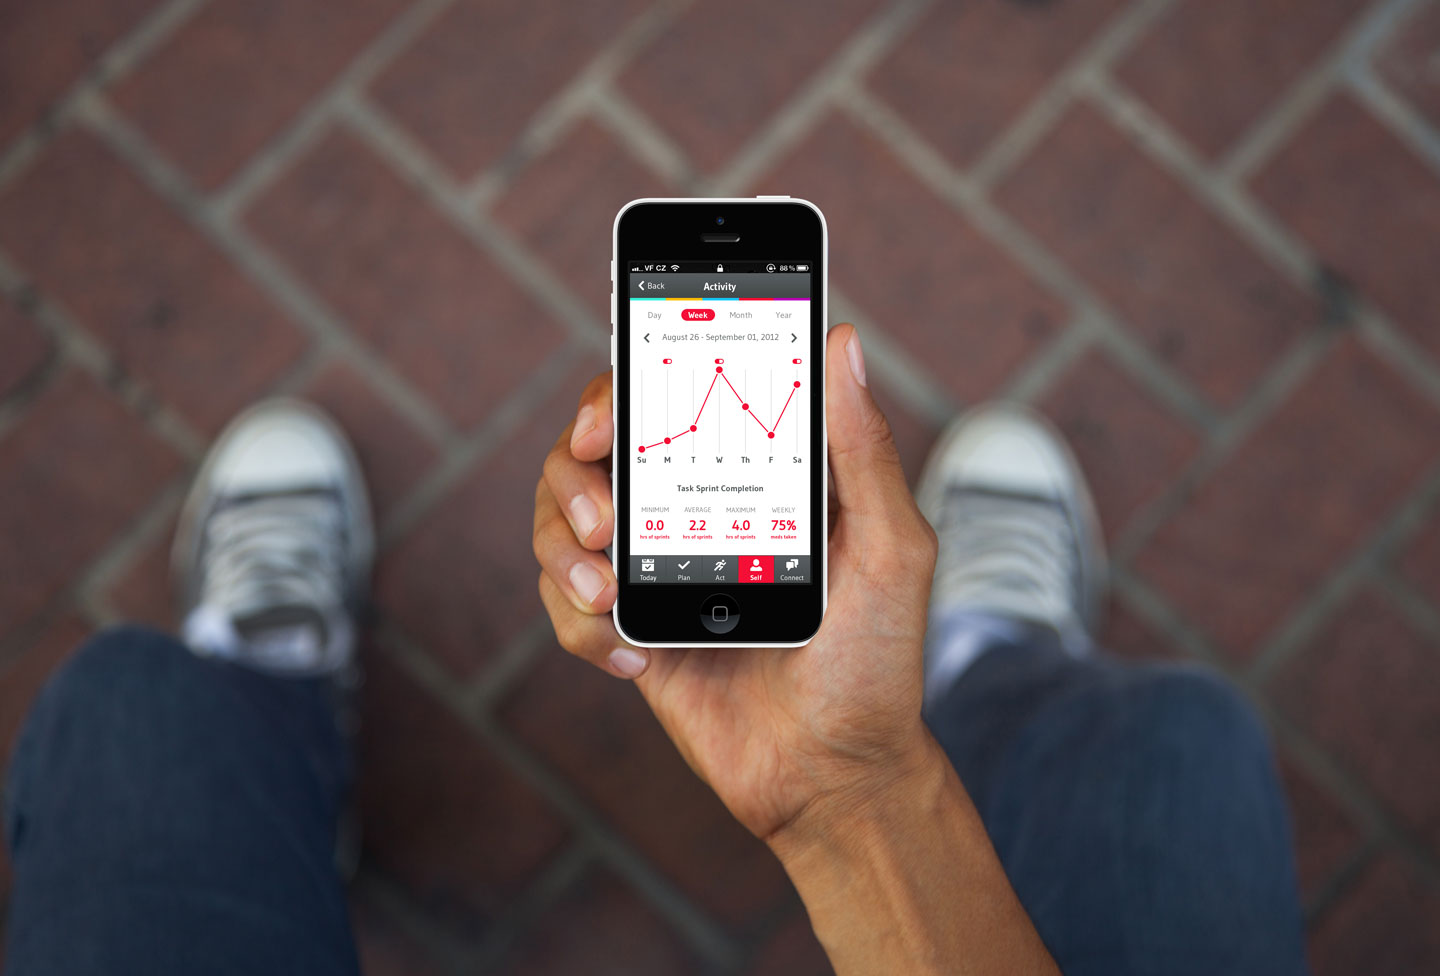 VF CZ 88 %
Back Activity
Day Week Month Year
August 26 - September 01, 2012
Su M T W Th F Sa
Task Sprint Completion
MINIMUM AVERAGE MAXIMUM WEEKLY
0.0 2.2 4.0 75%
hrs of sprints hrs of sprints hrs of sprints meds taken
Today Plan Act Self Connect